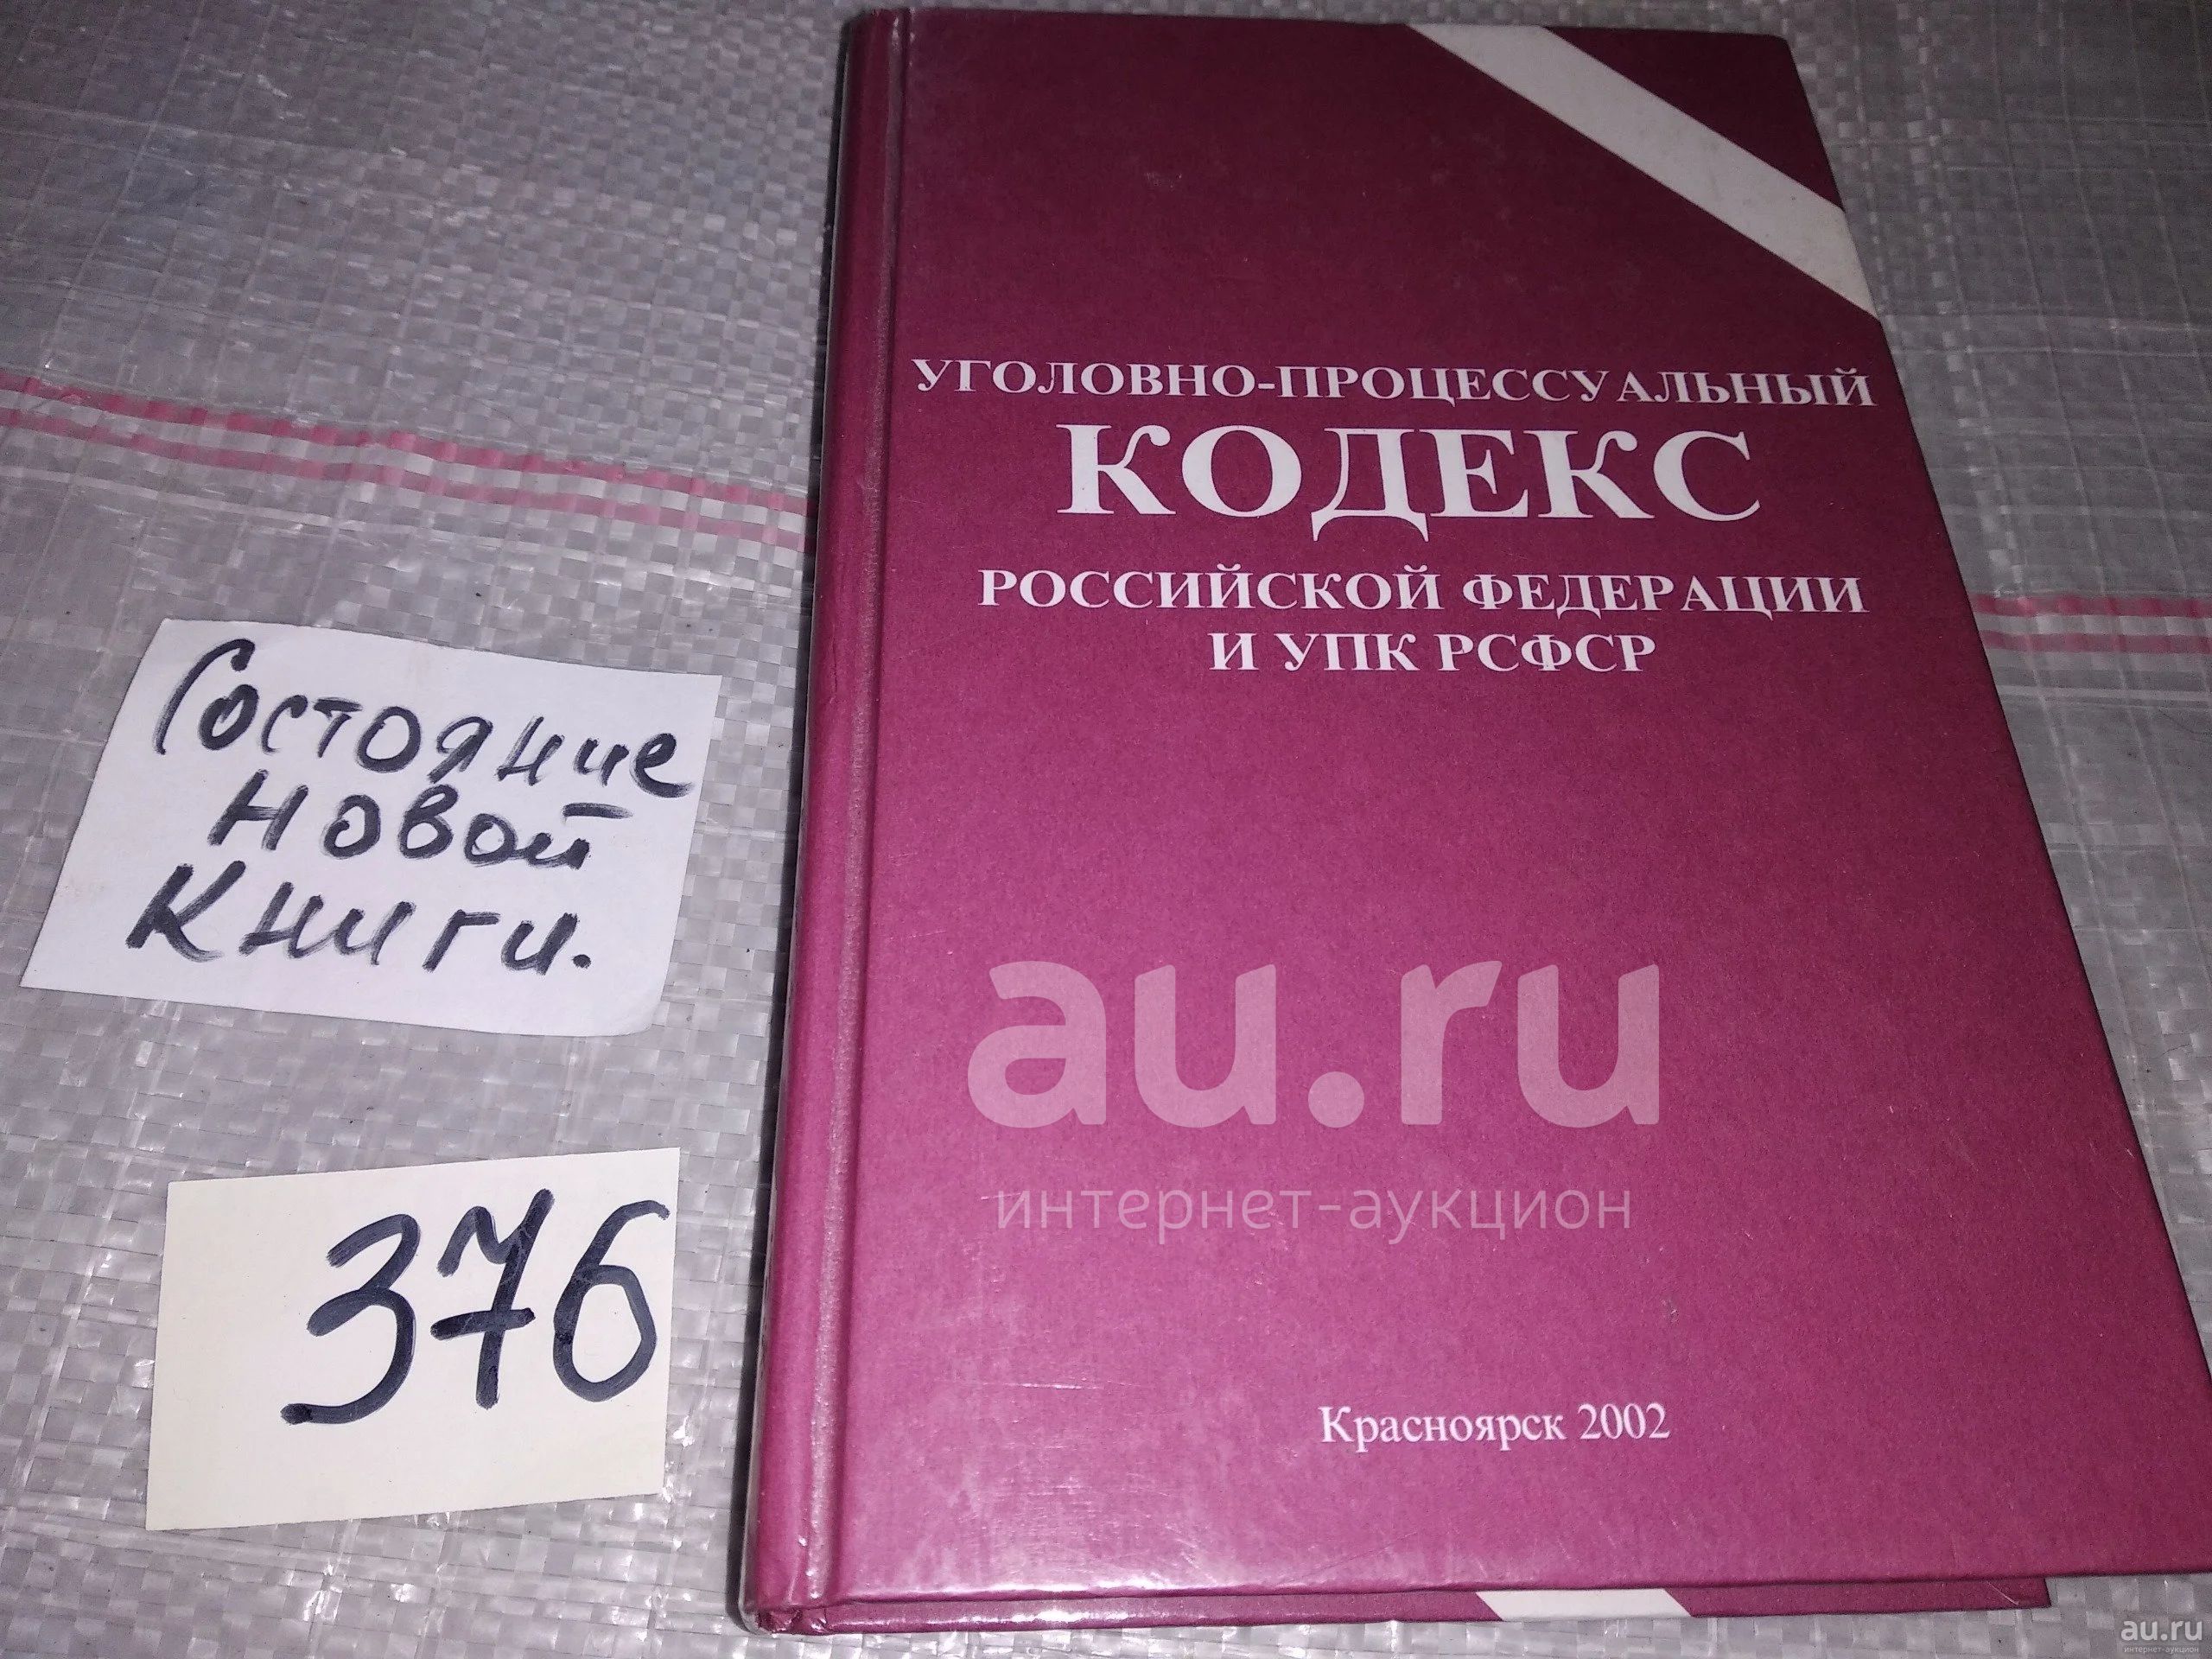 УГОЛОВНО-ПРОЦЕССУАЛЬНЫЙ
КОДЕКС
РОССИЙСКОЙ ФЕДЕРАЦИИ
И УПК РСФСР
Состояние
новой
книги.
376
au.ru
интернет-аукцион
Красноярск 2002
au.ru
интернет-аукцион